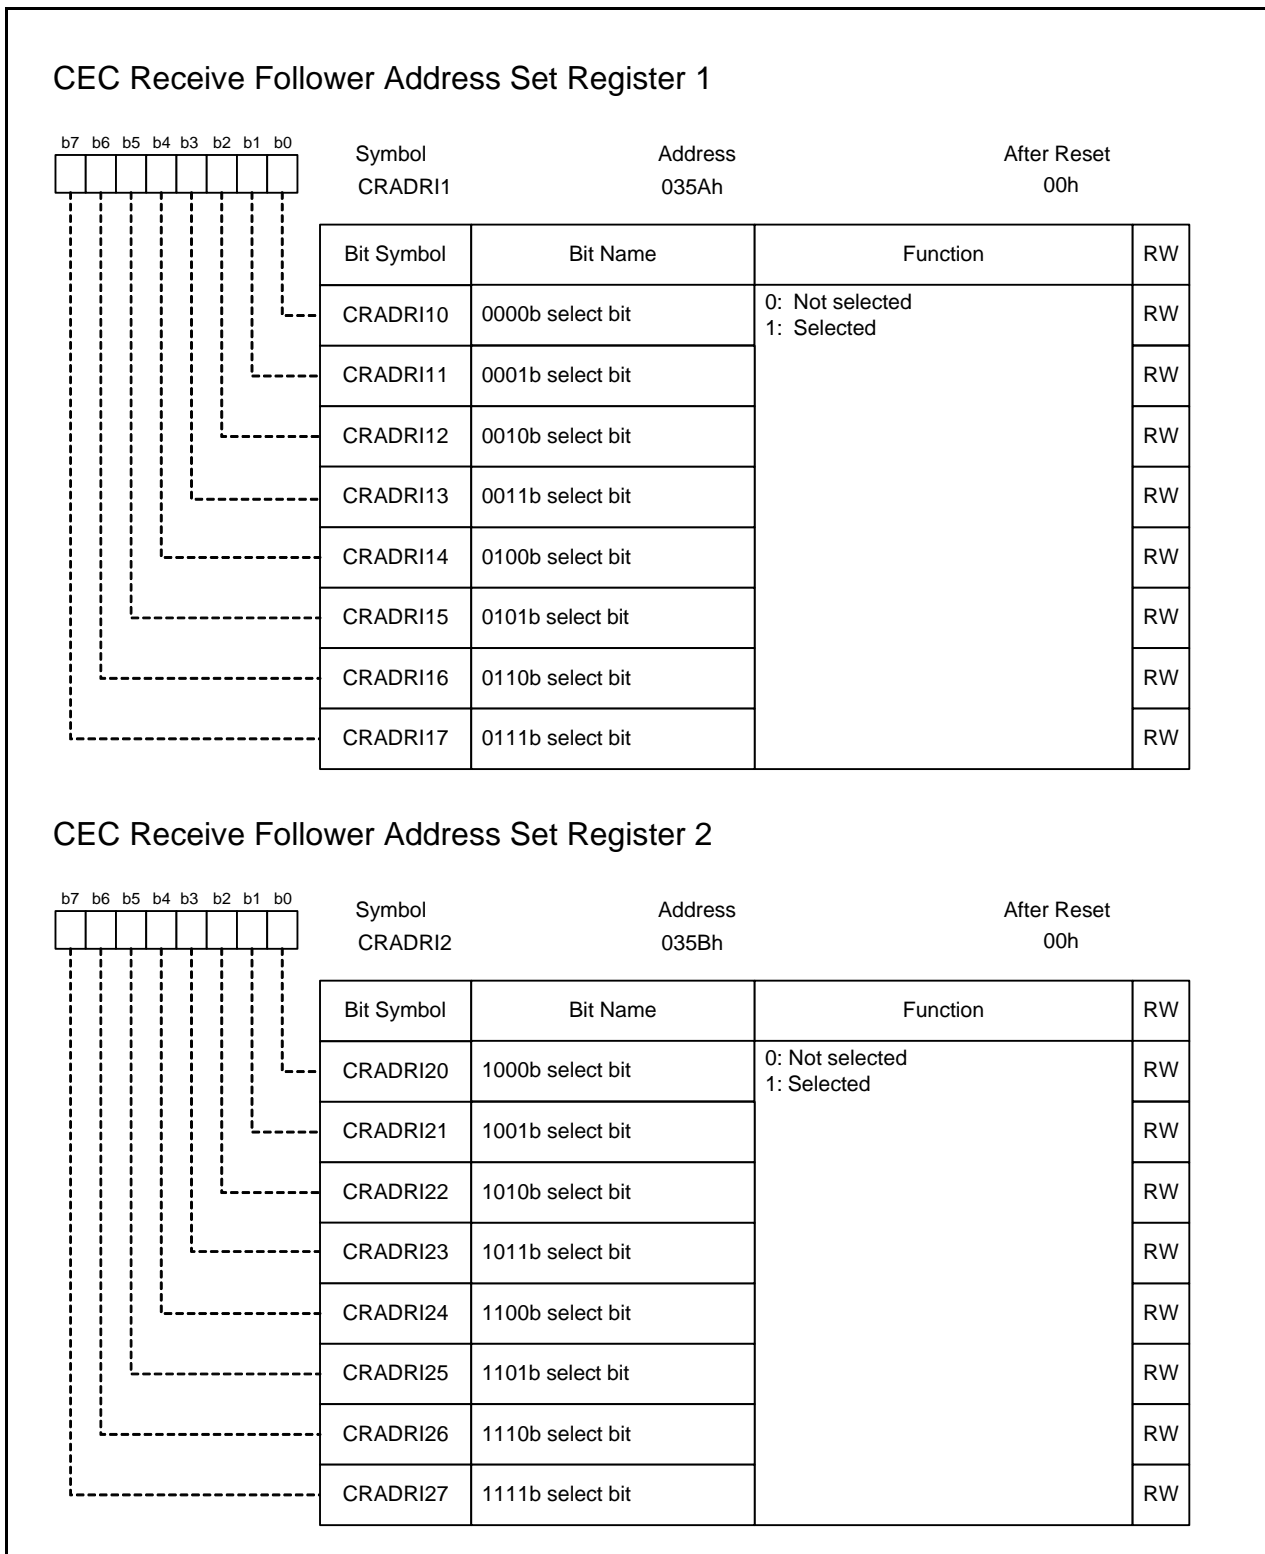 CEC Receive Follower Address Set Register 1
b7 b6 b5 b4 b3 b2 b1 b0
Symbol Address After Reset
CRADRI1 035Ah 00h
Bit Symbol Bit Name Function RW
CRADRI10 0000b select bit 0: Not selected RW
1: Selected
CRADRI11 0001b select bit RW
CRADRI12 0010b select bit RW
CRADRI13 0011b select bit RW
CRADRI14 0100b select bit RW
CRADRI15 0101b select bit RW
CRADRI16 0110b select bit RW
CRADRI17 0111b select bit RW
CEC Receive Follower Address Set Register 2
b7 b6 b5 b4 b3 b2 b1 b0
Symbol Address After Reset
CRADRI2 035Bh 00h
Bit Symbol Bit Name Function RW
CRADRI20 1000b select bit 0: Not selected RW
1: Selected
CRADRI21 1001b select bit RW
CRADRI22 1010b select bit RW
CRADRI23 1011b select bit RW
CRADRI24 1100b select bit RW
CRADRI25 1101b select bit RW
CRADRI26 1110b select bit RW
CRADRI27 1111b select bit RW